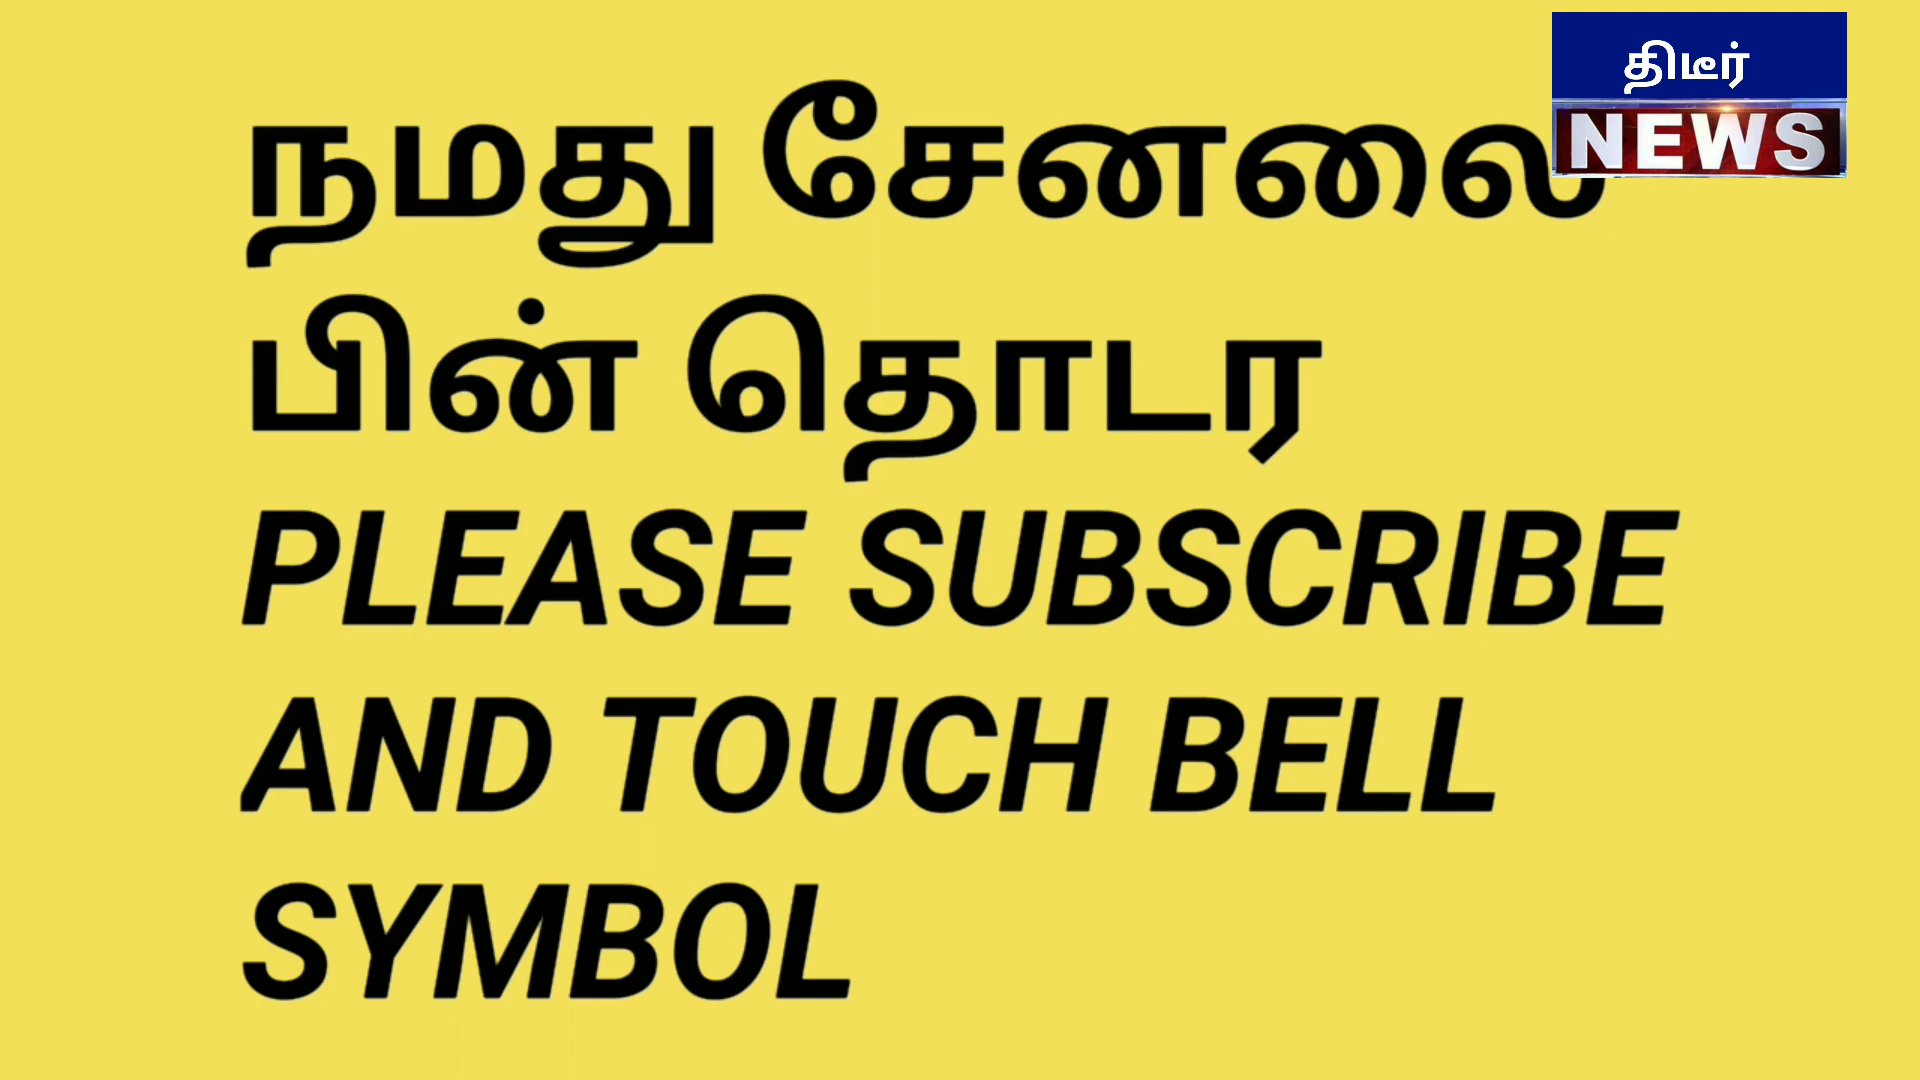 திடீர்
NEWS
நமது சேனலை
பின் தொடர
PLEASE SUBSCRIBE
AND TOUCH BELL
SYMBOL